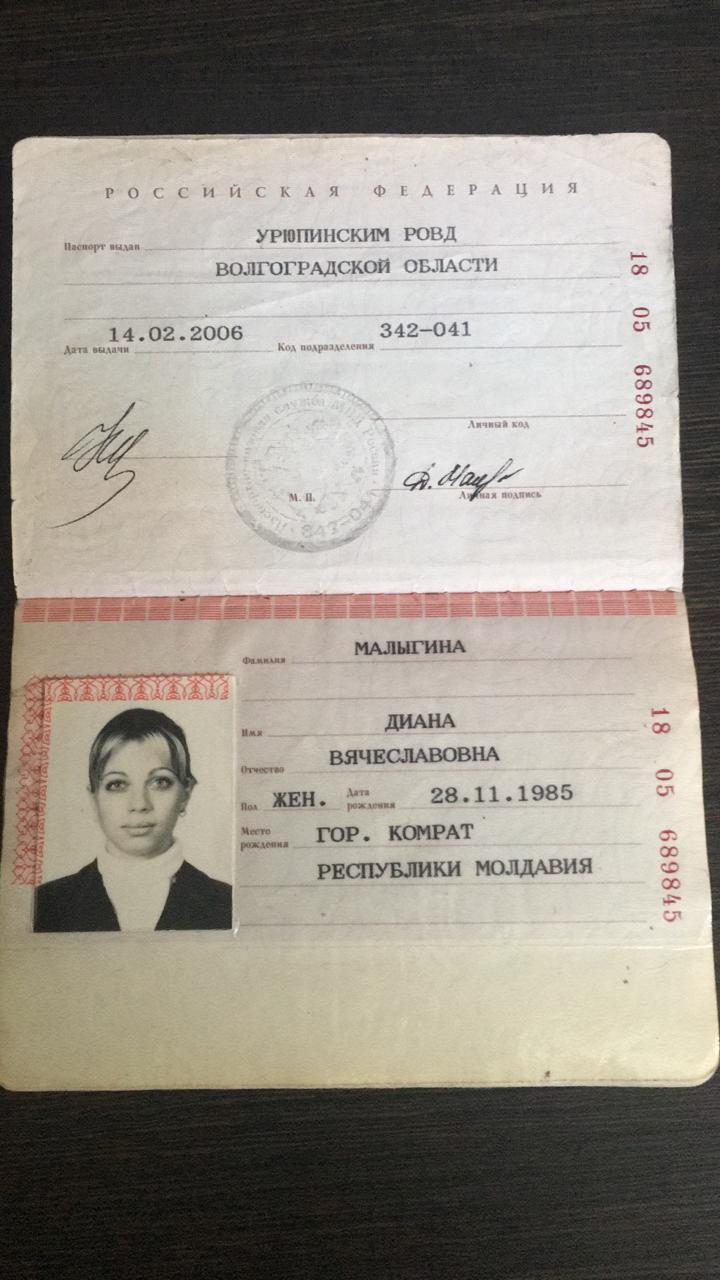 РОССИЙСКАЯ ФЕДЕРАЦИЯ
Паспорт выдан УРЮПИНСКИМ РОВД
ВОЛГОГРАДСКОЙ ОБЛАСТИ
Дата выдачи 14.02.2006 Код подразделения 342-041
Личный код
М. П.
Личная подпись
18 05 689845
Фамилия МАЛЫГИНА
Имя ДИАНА
Отчество ВЯЧЕСЛАВОВНА
Пол ЖЕН. Дата рождения 28.11.1985
Место рождения ГОР. КОМРАТ
РЕСПУБЛИКИ МОЛДАВИЯ
18 05 689845